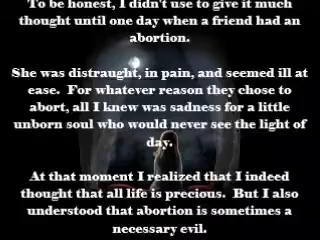 To be honest, I didn't use to give it much
thought until one day when a friend had an
abortion.
She was distraught, in pain, and seemed ill at
ease.  For whatever reason they chose to
abort, all I knew was sadness for a little
unborn soul who would never see the light of
day.
At that moment I realized that I indeed
thought that all life is precious.  But I also
understood that abortion is sometimes a
necessary evil.